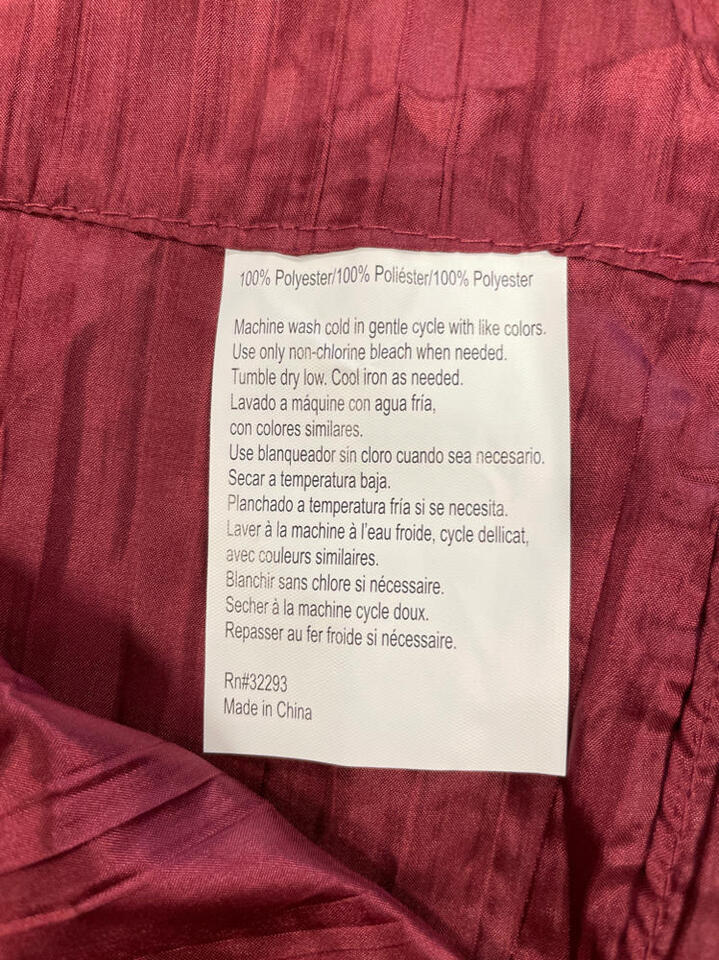 100% Polyester/100% Poliéster/100% Polyester
Machine wash cold in gentle cycle with like colors.
Use only non-chlorine bleach when needed.
Tumble dry low. Cool iron as needed.
Lavado a máquine con agua fría,
con colores similares.
Use blanqueador sin cloro cuando sea necesario.
Secar a temperatura baja.
Planchado a temperatura fría si se necesita.
Laver à la machine à l'eau froide, cycle dellicat,
avec couleurs similaires.
Blanchir sans chlore si nécessaire.
Secher à la machine cycle doux.
Repasser au fer froide si nécessaire.
Rn#32293
Made in China